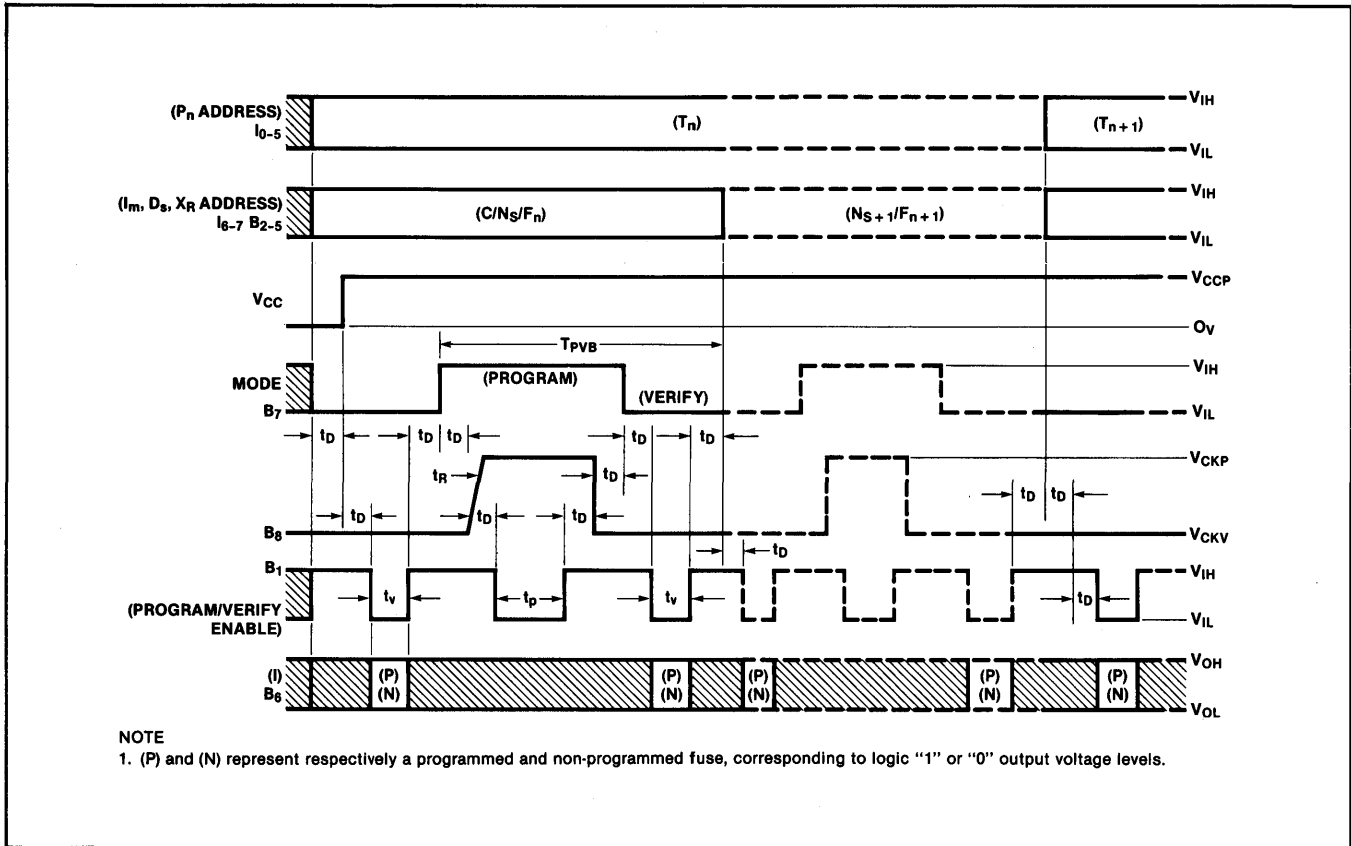 (Pn ADDRESS)
I0-5
(Tn)
(Tn + 1)
VIH
VIL
(Im, Ds, XR ADDRESS)
I6-7 B2-5
(C/NS/Fn)
(NS + 1/Fn + 1)
VIH
VIL
VCC
VCCP
OV
TPVB
MODE
B7
(PROGRAM)
(VERIFY)
VIH
VIL
tD
tD
tD
tD
tD
tR
tD
VCKP
tD
tD
tD
tD
tD
B8
VCKV
tD
B1
VIH
(PROGRAM/VERIFY
ENABLE)
tv
tp
tv
tD
VIL
(I)
B6
(P)
(N)
(P)
(N)
(P)
(N)
(P)
(N)
(P)
(N)
VOH
VOL
NOTE
1. (P) and (N) represent respectively a programmed and non-programmed fuse, corresponding to logic "1" or "0" output voltage levels.